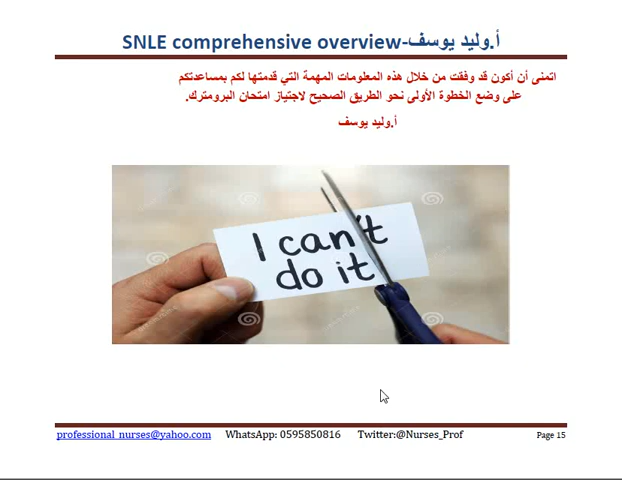 SNLE comprehensive overview-أ.وليد يوسف
اتمنى أن أكون قد وفقت من خلال هذه المعلومات المهمة التي قدمتها لكم بمساعدتكم
على وضع الخطوة الأولى نحو الطريق الصحيح لاجتياز امتحان البرومترك.
أ.وليد يوسف
I can't
do it
professional_nurses@yahoo.com WhatsApp: 0595850816 Twitter:@Nurses_Prof Page 15